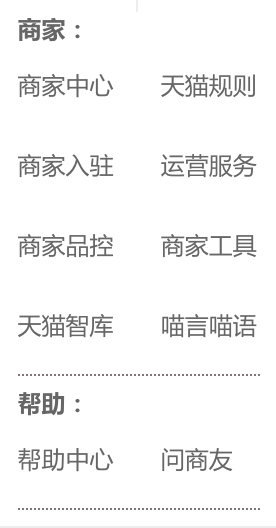 商家：
商家中心 天猫规则
商家入驻 运营服务
商家品控 商家工具
天猫智库 喵言喵语
帮助：
帮助中心 问商友